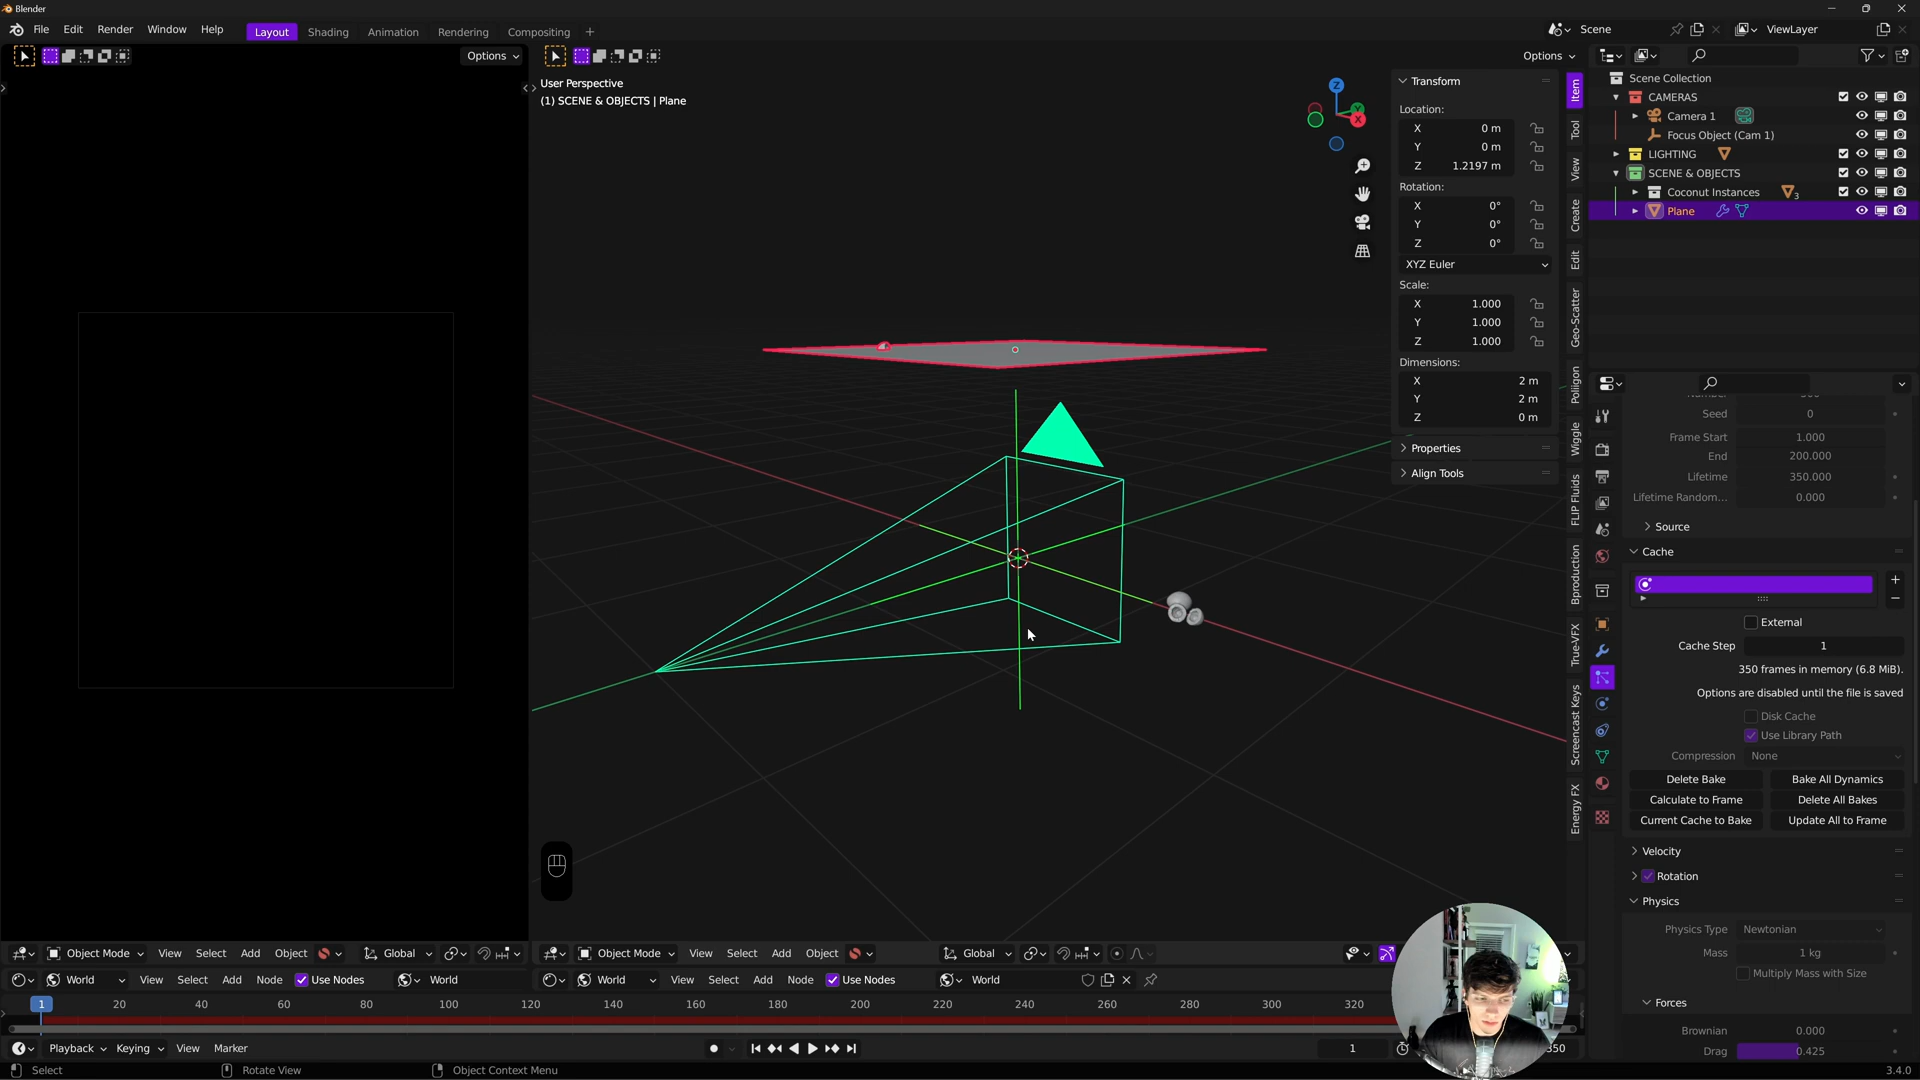 Blender
File Edit Render Window Help Layout Shading Animation Rendering Compositing + Scene ViewLayer
Options
Options
User Perspective
(1) SCENE & OBJECTS | Plane
Z
Y
X
Transform
Location:
X 0 m
Y 0 m
Z 1.2197 m
Rotation:
X 0°
Y 0°
Z 0°
XYZ Euler
Scale:
X 1.000
Y 1.000
Z 1.000
Dimensions:
X 2 m
Y 2 m
Z 0 m
Properties
Align Tools
Item
Tool
View
Create
Edit
Geo-Scatter
Poliigon
Wiggle
FLIP Fluids
Bproduction
True-VFX
Screencast Keys
Energy FX
Scene Collection
CAMERAS
Camera 1
Focus Object (Cam 1)
LIGHTING
SCENE & OBJECTS
Coconut Instances 3
Plane
Seed 0
Frame Start 1.000
End 200.000
Lifetime 350.000
Lifetime Random... 0.000
Source
Cache
External
Cache Step 1
350 frames in memory (6.8 MiB).
Options are disabled until the file is saved
Disk Cache
Use Library Path
Compression None
Delete Bake Bake All Dynamics
Calculate to Frame Delete All Bakes
Current Cache to Bake Update All to Frame
Velocity
Rotation
Physics
Physics Type Newtonian
Mass 1 kg
Multiply Mass with Size
Forces
Brownian 0.000
Drag 0.425
Object Mode View Select Add Object Global
Object Mode View Select Add Object Global
World View Select Add Node Use Nodes World
World View Select Add Node Use Nodes World
1 20 40 60 80 100 120 140 160 180 200 220 240 260 280 300 320
Playback Keying View Marker 1 350
Select Rotate View Object Context Menu 3.4.0